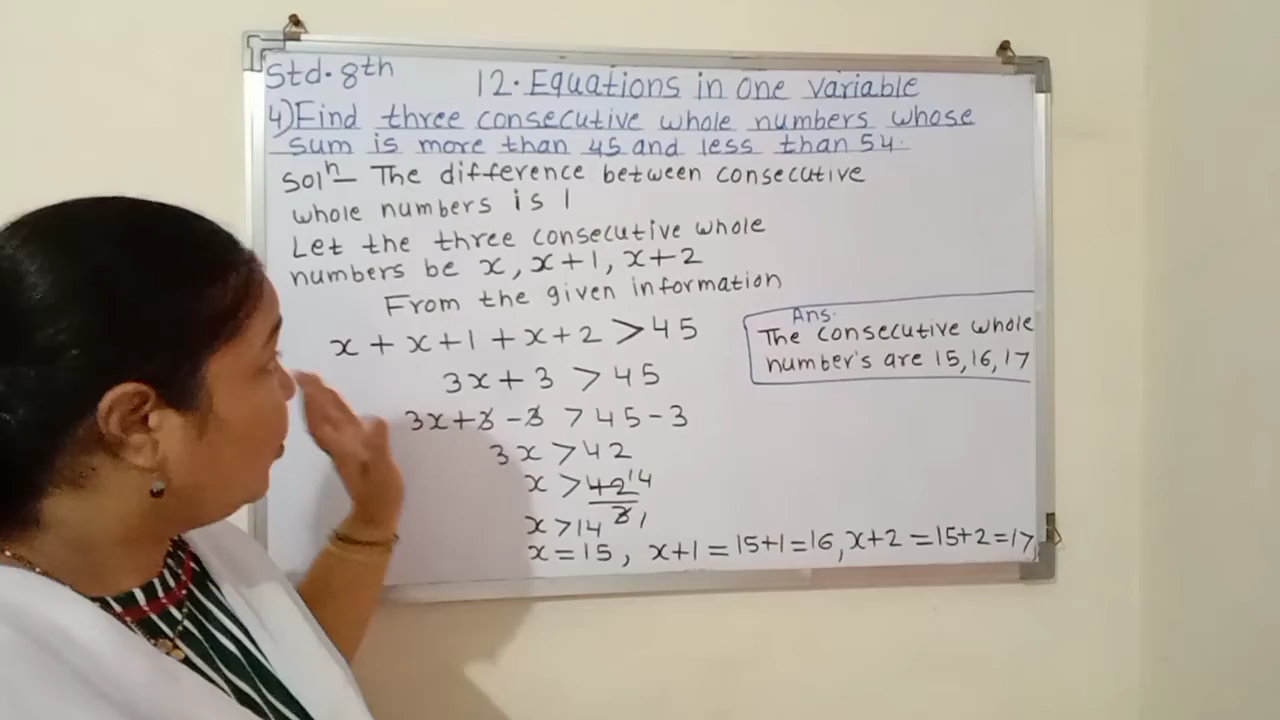 Std. 8th
12. Equations in one variable
4) Find three consecutive whole numbers whose
sum is more than 45 and less than 54.
Solⁿ - The difference between consecutive
whole numbers is 1
Let the three consecutive whole
numbers be x, x+1, x+2
From the given information
x + x+1 + x+2 > 45
3x + 3 > 45
3x+3 - 3 > 45 - 3
3x > 42
x > 42/3 14 1
x > 14
x = 15, x+1 = 15+1=16, x+2 = 15+2=17
Ans.
The consecutive whole
number's are 15,16,17